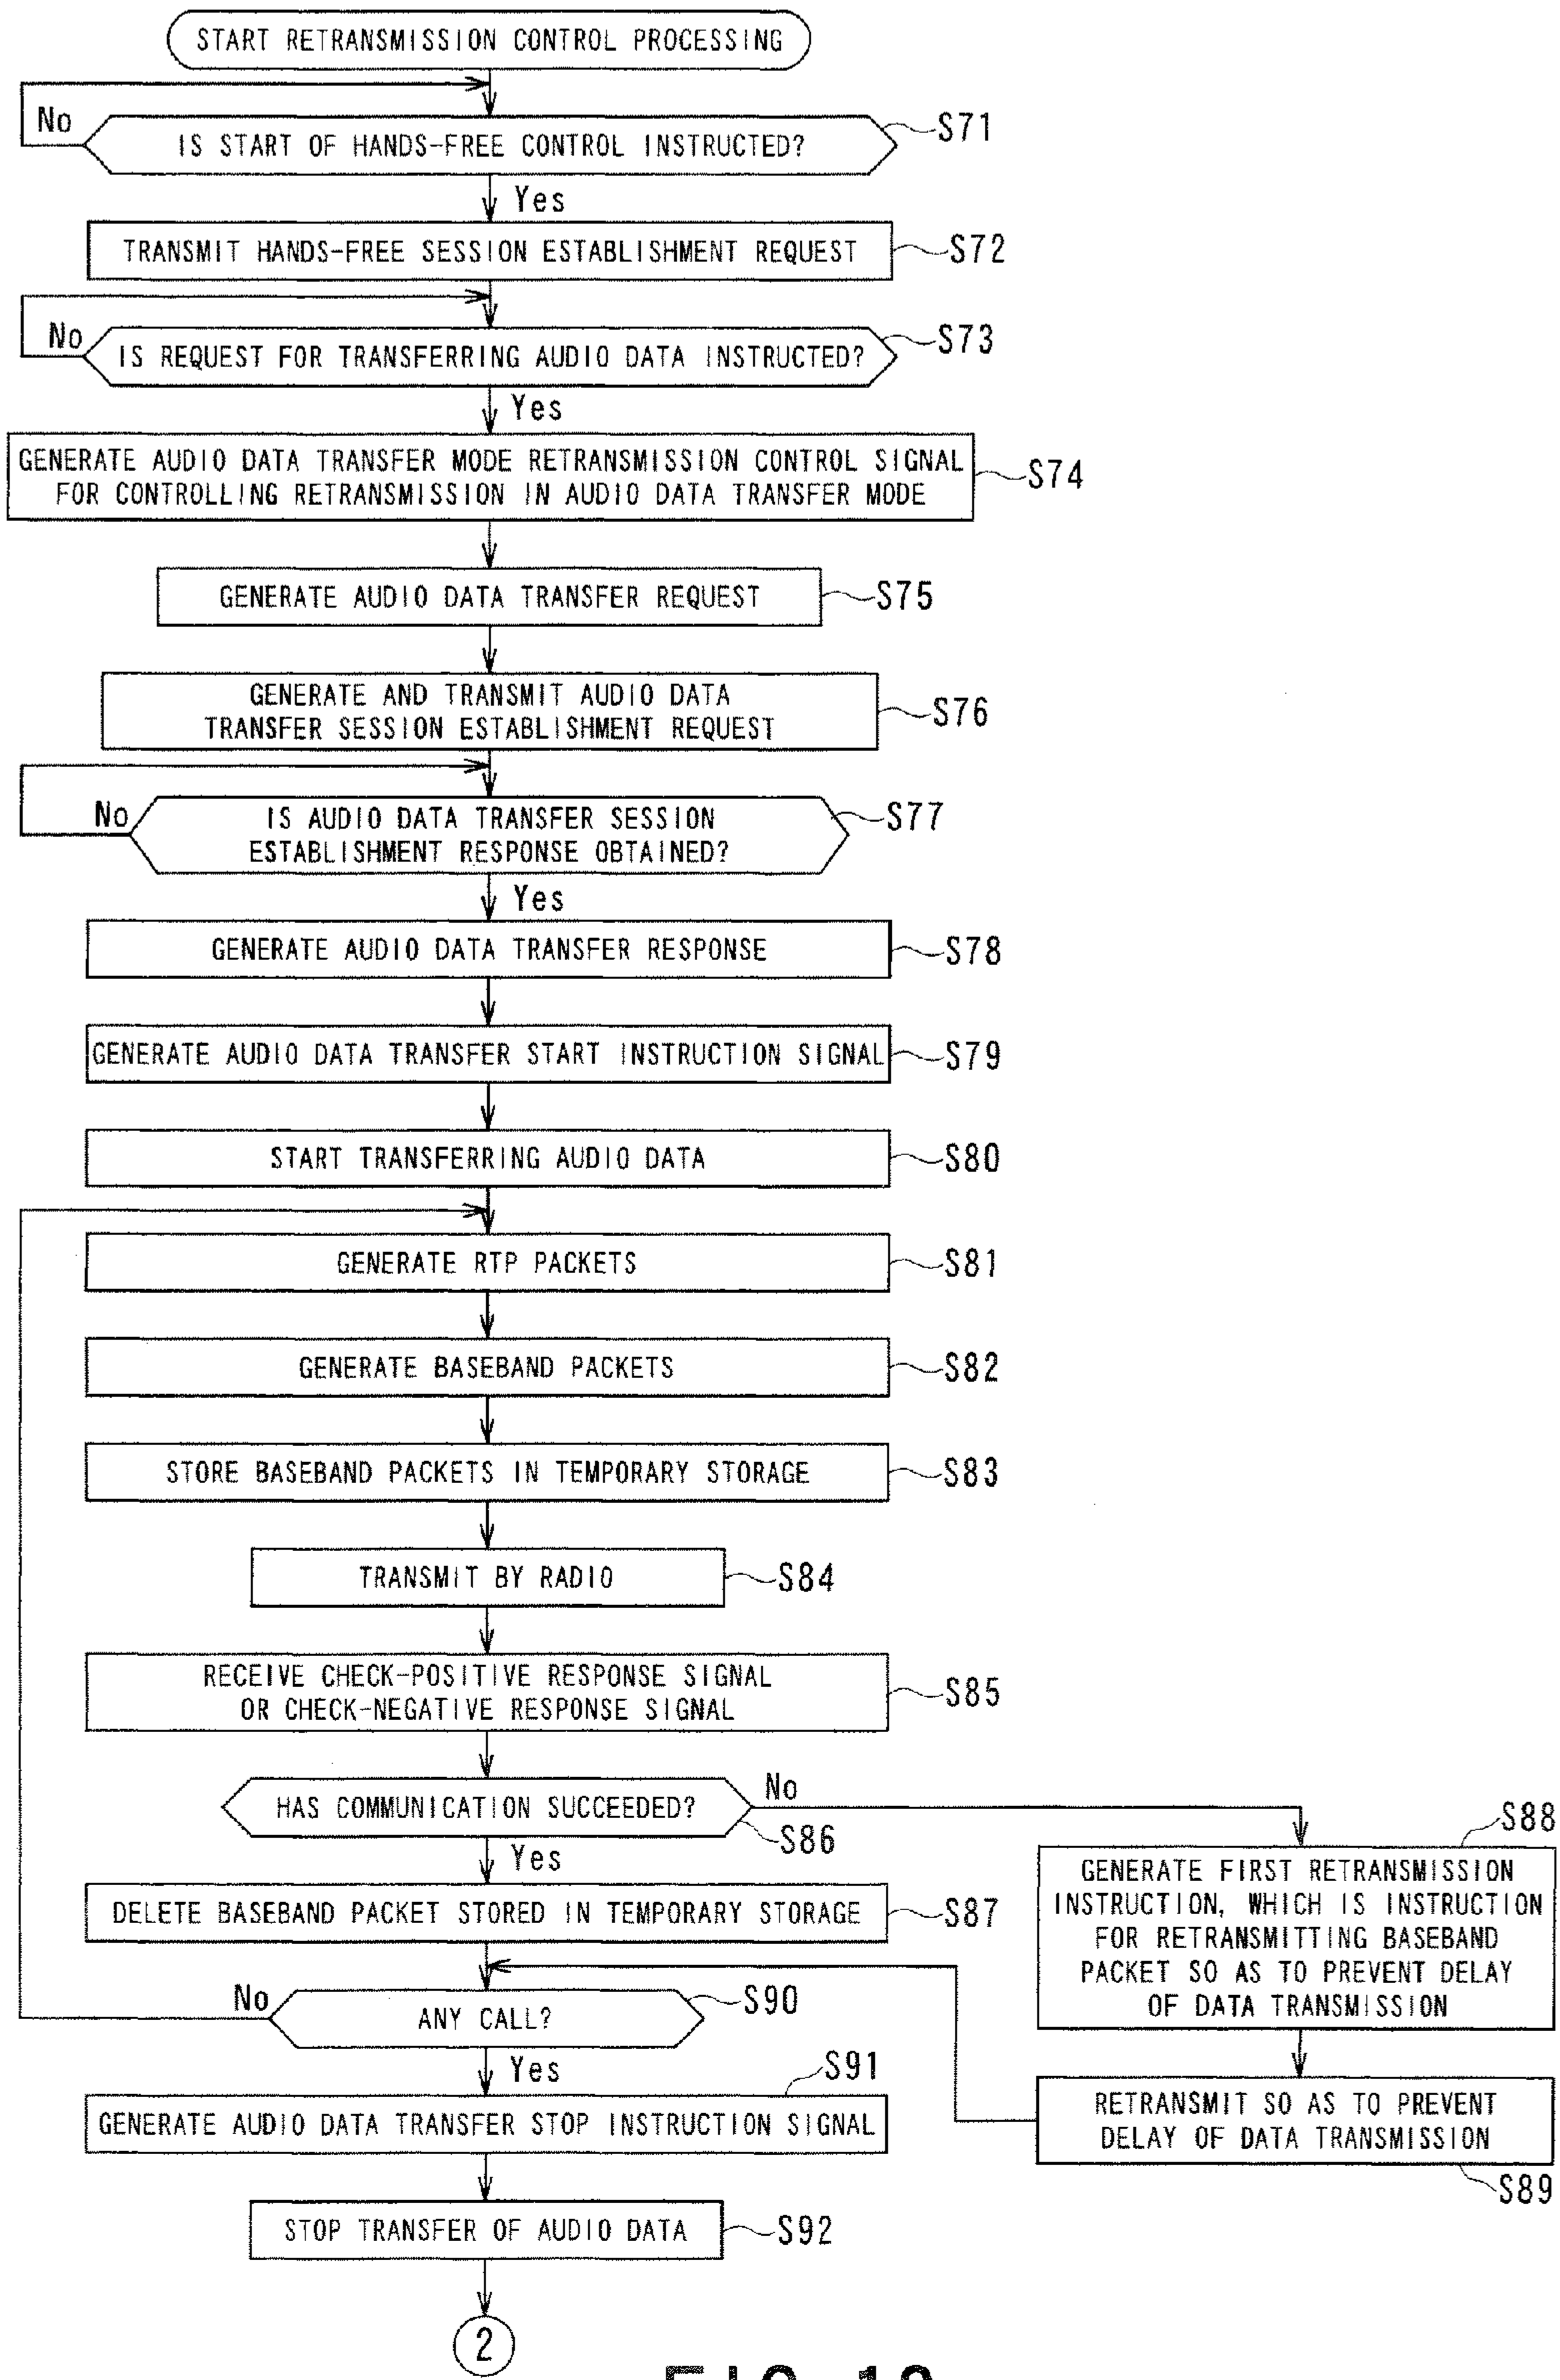 START RETRANSMISSION CONTROL PROCESSING
No
IS START OF HANDS-FREE CONTROL INSTRUCTED?
S71
Yes
TRANSMIT HANDS-FREE SESSION ESTABLISHMENT REQUEST
S72
No
IS REQUEST FOR TRANSFERRING AUDIO DATA INSTRUCTED?
S73
Yes
GENERATE AUDIO DATA TRANSFER MODE RETRANSMISSION CONTROL SIGNAL
FOR CONTROLLING RETRANSMISSION IN AUDIO DATA TRANSFER MODE
S74
GENERATE AUDIO DATA TRANSFER REQUEST
S75
GENERATE AND TRANSMIT AUDIO DATA
TRANSFER SESSION ESTABLISHMENT REQUEST
S76
No
IS AUDIO DATA TRANSFER SESSION
ESTABLISHMENT RESPONSE OBTAINED?
S77
Yes
GENERATE AUDIO DATA TRANSFER RESPONSE
S78
GENERATE AUDIO DATA TRANSFER START INSTRUCTION SIGNAL
S79
START TRANSFERRING AUDIO DATA
S80
GENERATE RTP PACKETS
S81
GENERATE BASEBAND PACKETS
S82
STORE BASEBAND PACKETS IN TEMPORARY STORAGE
S83
TRANSMIT BY RADIO
S84
RECEIVE CHECK-POSITIVE RESPONSE SIGNAL
OR CHECK-NEGATIVE RESPONSE SIGNAL
S85
HAS COMMUNICATION SUCCEEDED?
No
S86
Yes
DELETE BASEBAND PACKET STORED IN TEMPORARY STORAGE
S87
S88
GENERATE FIRST RETRANSMISSION
INSTRUCTION, WHICH IS INSTRUCTION
FOR RETRANSMITTING BASEBAND
PACKET SO AS TO PREVENT DELAY
OF DATA TRANSMISSION
RETRANSMIT SO AS TO PREVENT
DELAY OF DATA TRANSMISSION
S89
No
ANY CALL?
S90
Yes
S91
GENERATE AUDIO DATA TRANSFER STOP INSTRUCTION SIGNAL
STOP TRANSFER OF AUDIO DATA
S92
2